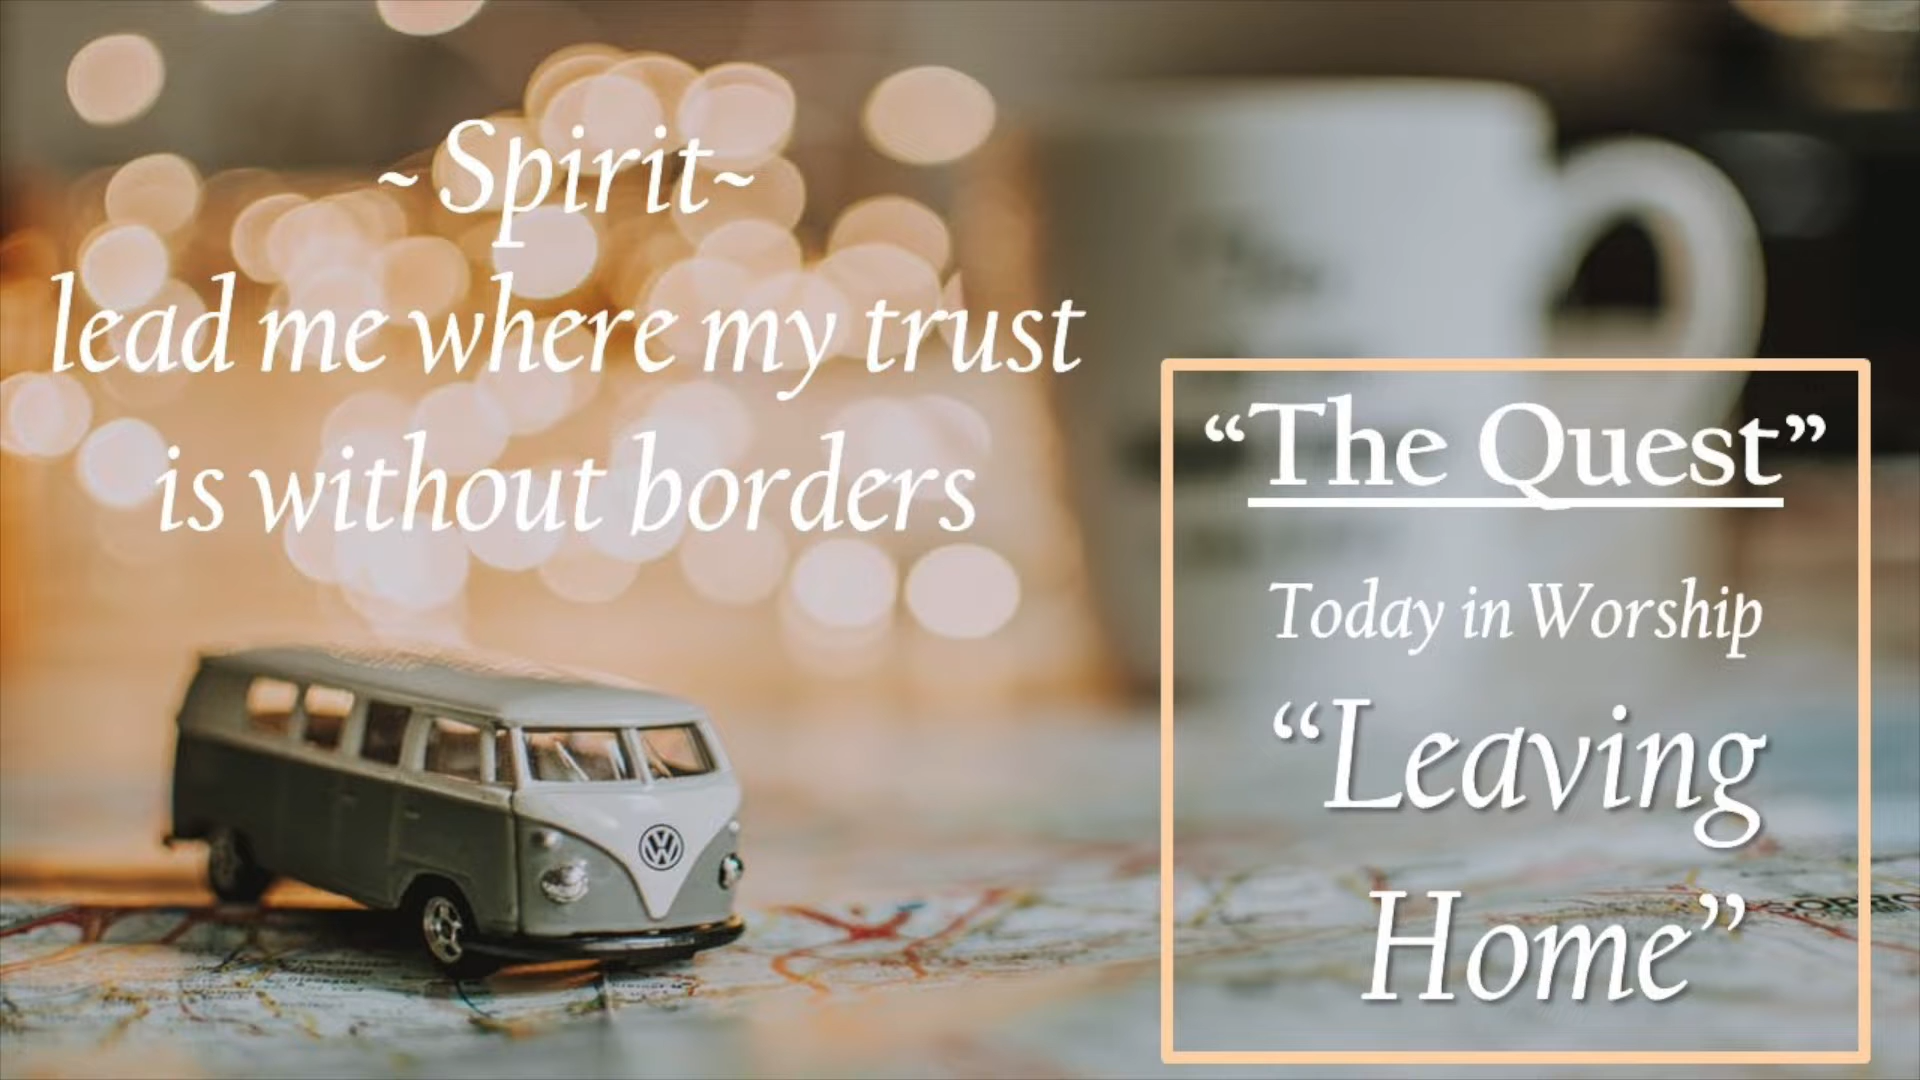 ~Spirit~
lead me where my trust
is without borders
"The Quest"
Today in Worship
"Leaving
Home"